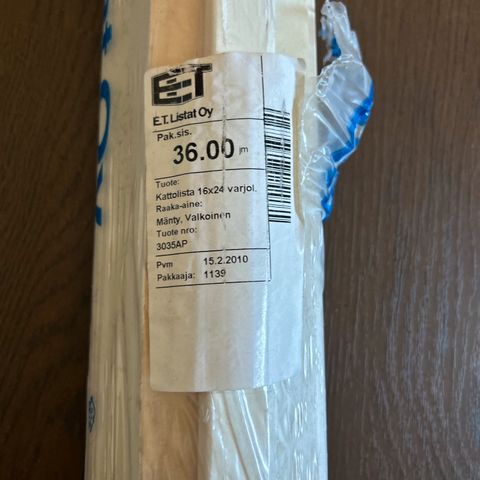 ET
E.T. Listat Oy
Pak.sis.
36.00 jm
Tuote:
Kattolista 16x24 varjol.
Raaka-aine:
Mänty, Valkoinen
Tuote nro:
3035AP
Pvm 15.2.2010
Pakkaaja: 1139